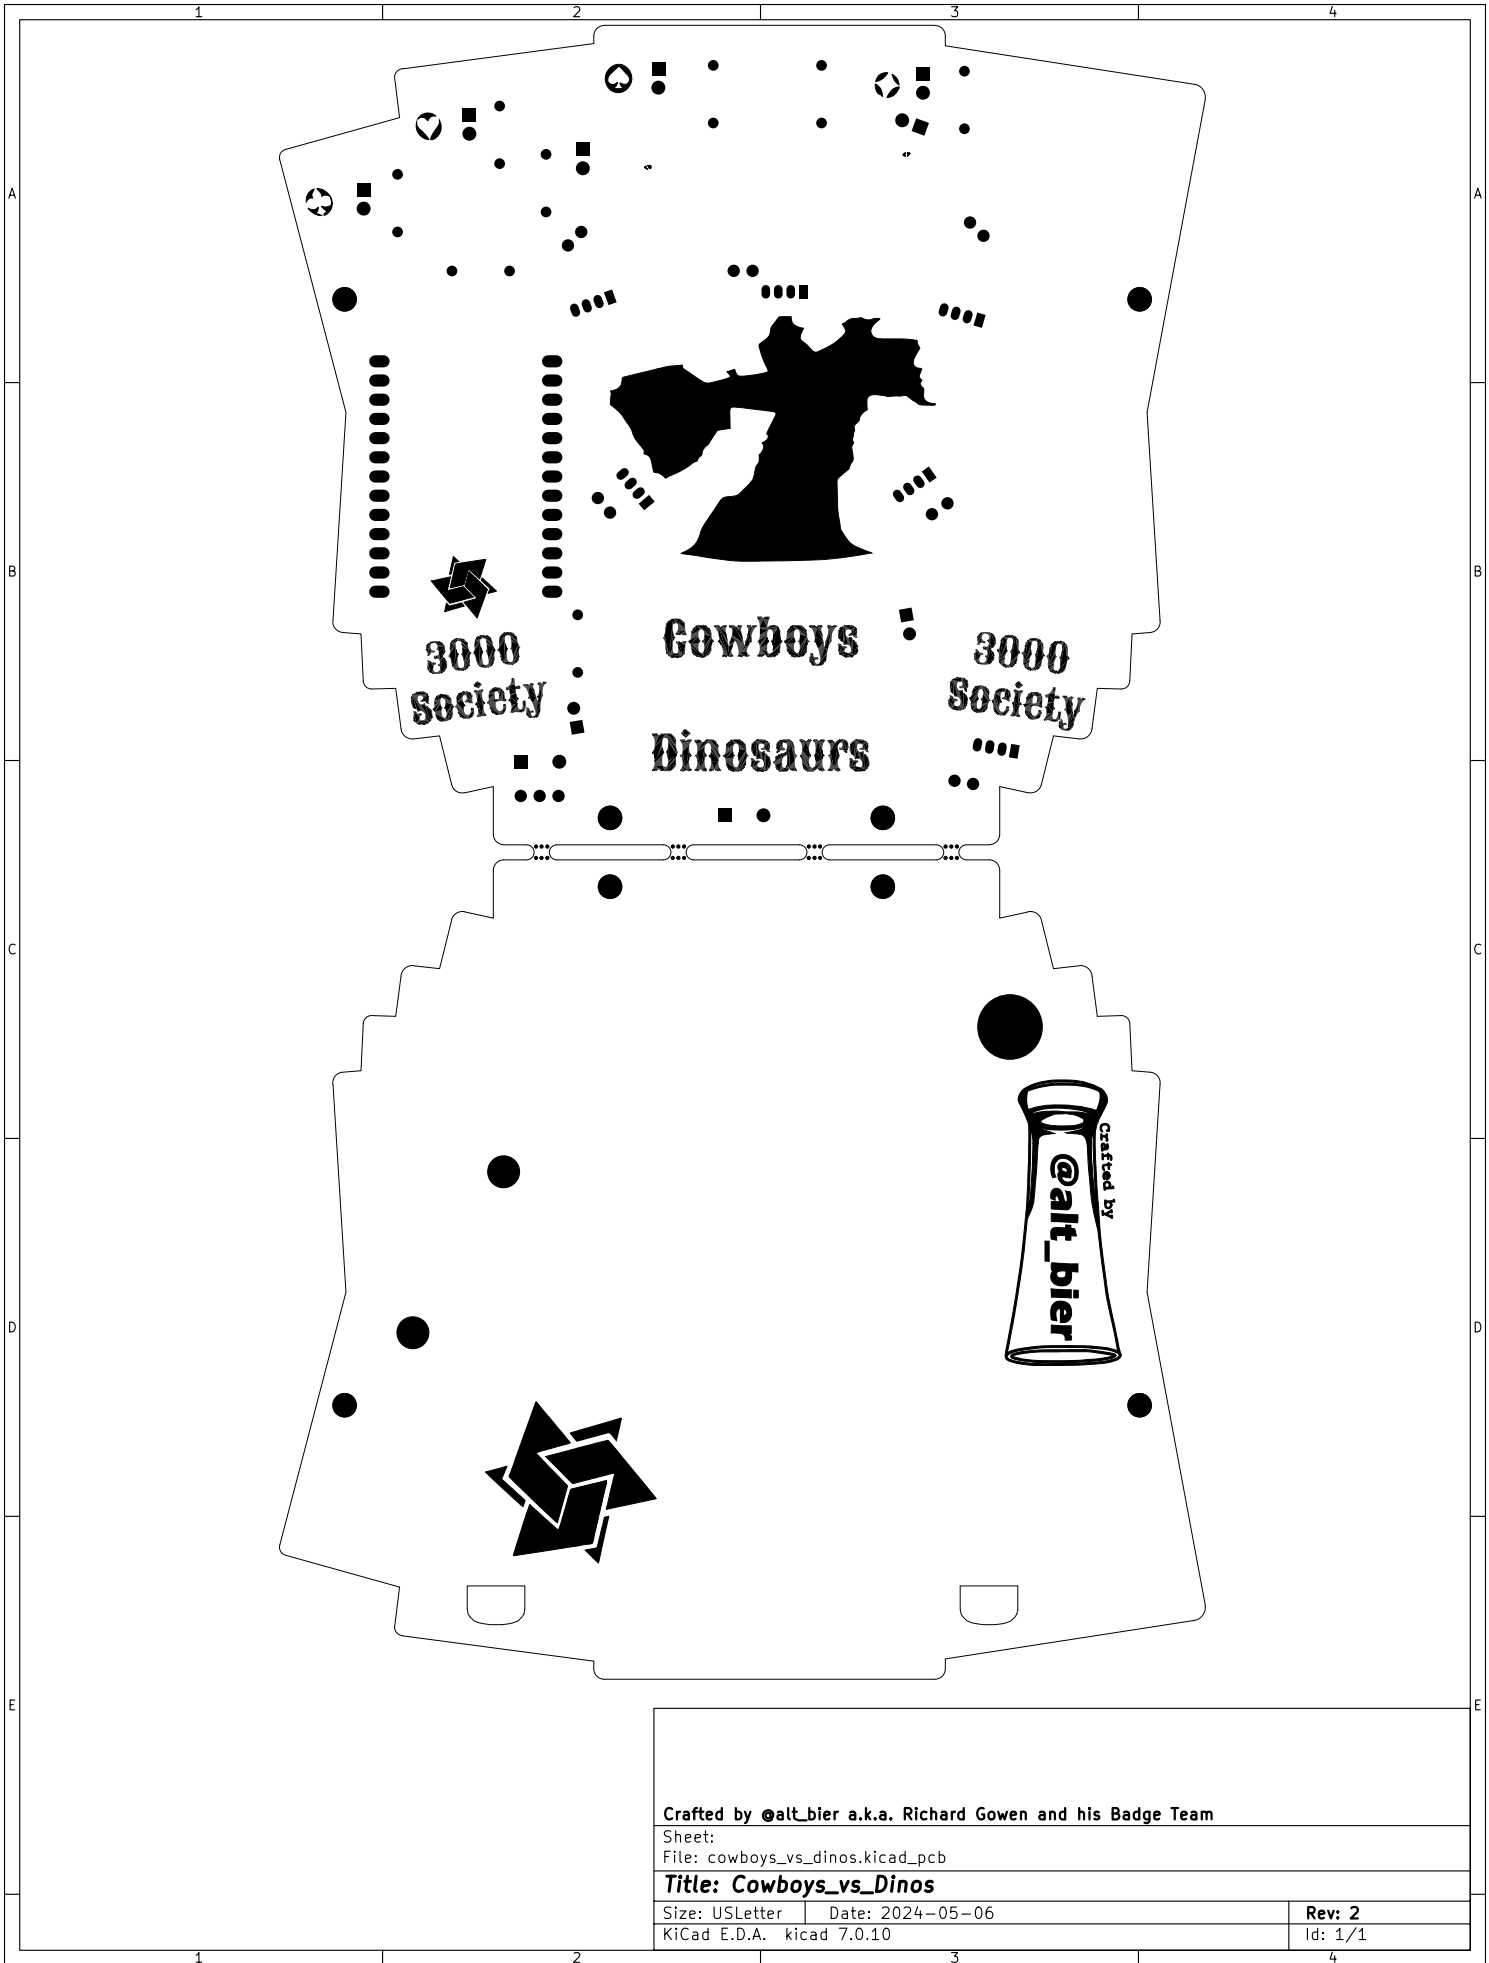 1 2 3 4
A A
Cowboys
3000
Society
3000
Society
B B
Dinosaurs
C C
Crafted by
@alt_bier
D D
E E
Crafted by @alt_bier a.k.a. Richard Gowen and his Badge Team
Sheet:
File: cowboys_vs_dinos.kicad_pcb
Title: Cowboys_vs_Dinos
Size: USLetter Date: 2024-05-06 Rev: 2
KiCad E.D.A. kicad 7.0.10 Id: 1/1
1 2 3 4